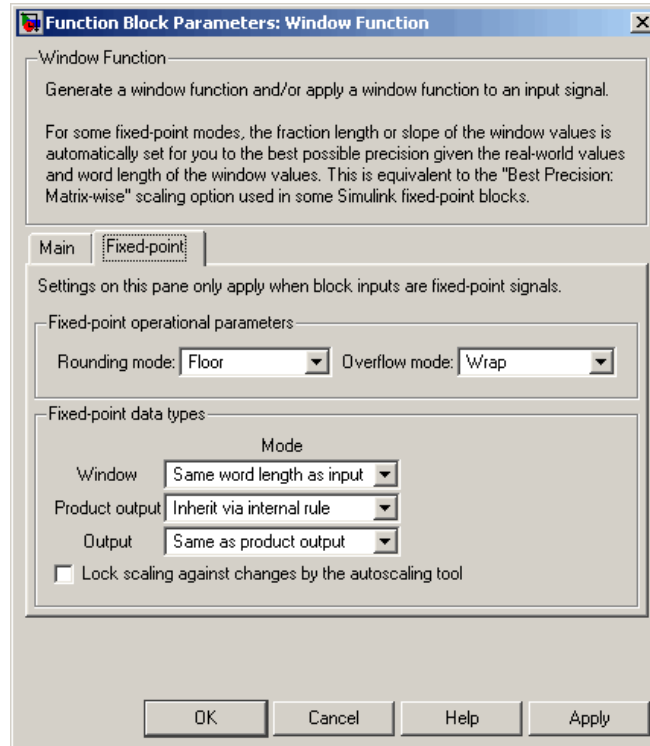 Function Block Parameters: Window Function
Window Function
Generate a window function and/or apply a window function to an input signal.
For some fixed-point modes, the fraction length or slope of the window values is
automatically set for you to the best possible precision given the real-world values
and word length of the window values. This is equivalent to the "Best Precision:
Matrix-wise" scaling option used in some Simulink fixed-point blocks.
Main Fixed-point
Settings on this pane only apply when block inputs are fixed-point signals.
Fixed-point operational parameters
Rounding mode: Floor Overflow mode: Wrap
Fixed-point data types
Mode
Window Same word length as input
Product output Inherit via internal rule
Output Same as product output
Lock scaling against changes by the autoscaling tool
OK Cancel Help Apply